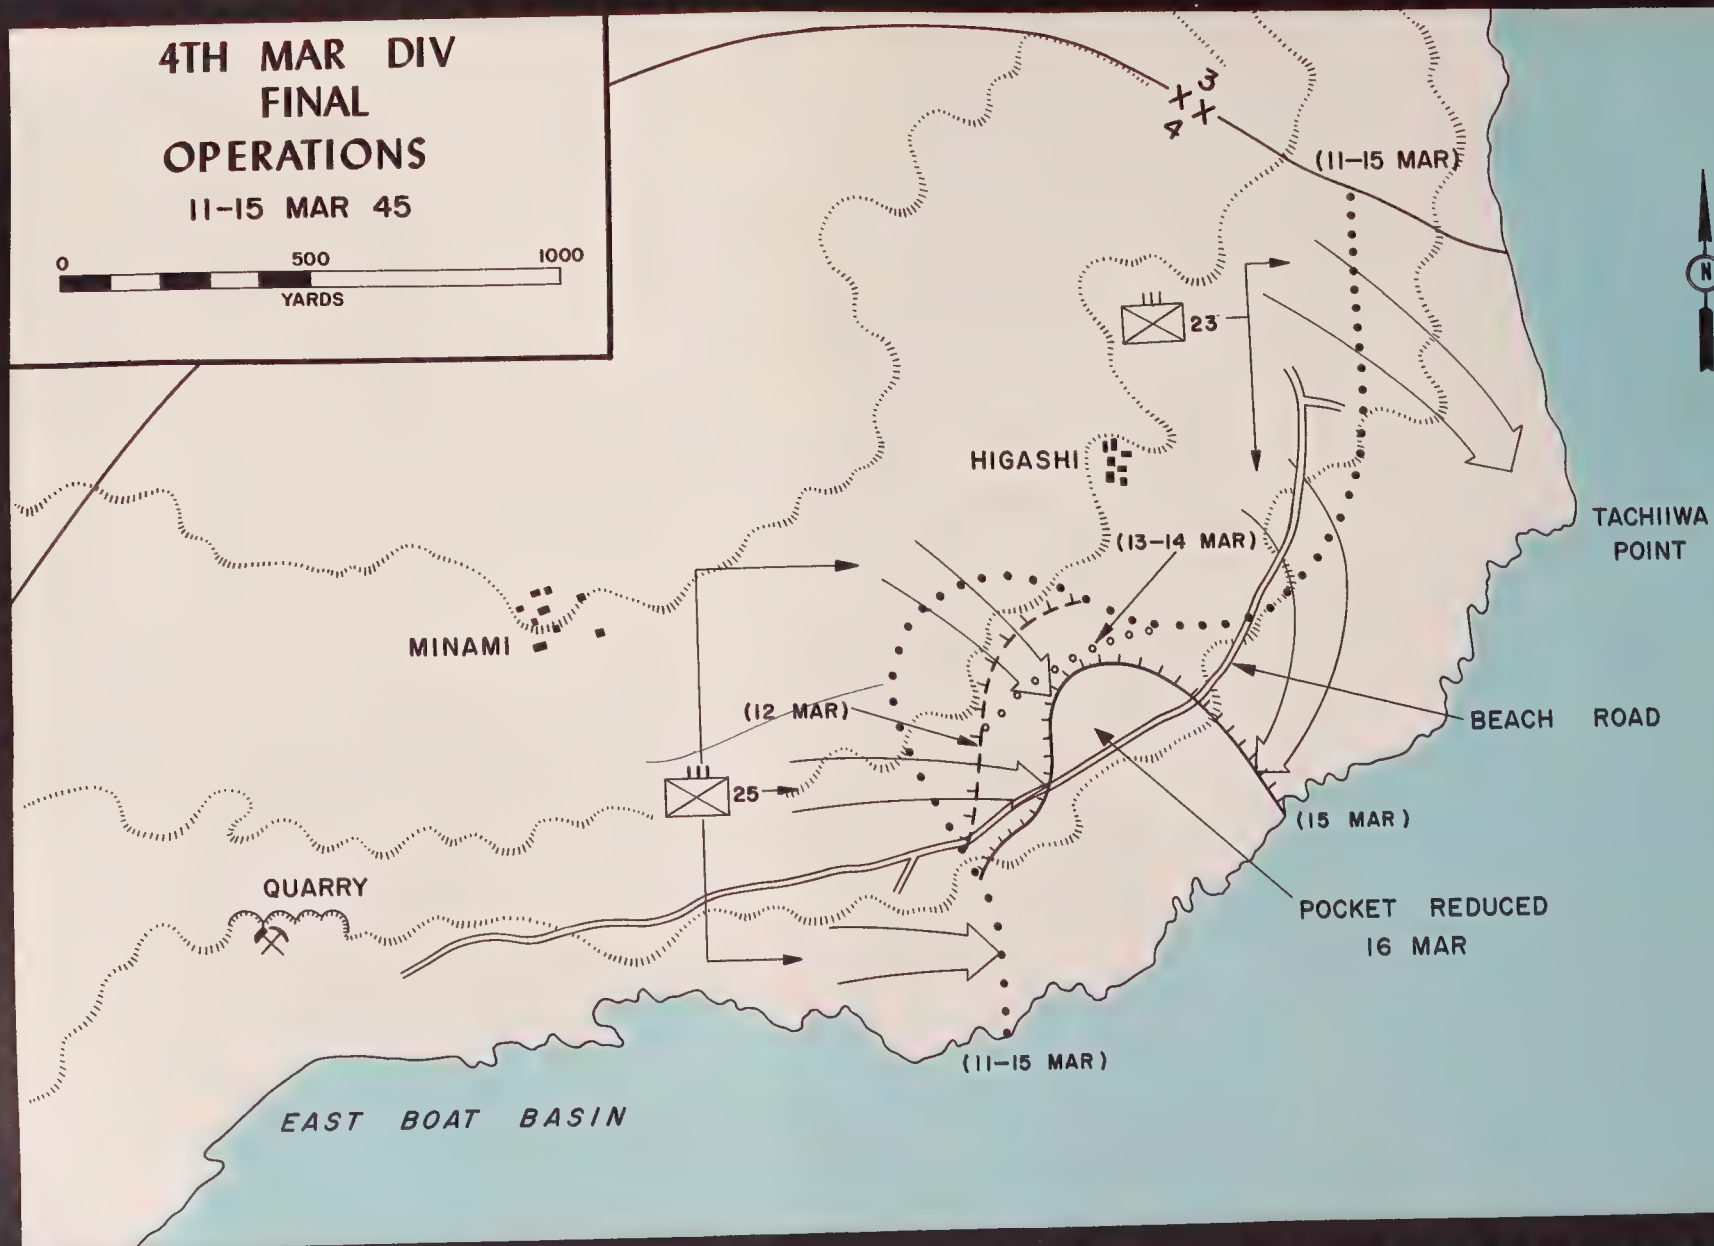 4TH MAR DIV
FINAL
OPERATIONS
11-15 MAR 45
0 500 1000
YARDS
3
4
(11-15 MAR)
N
23
HIGASHI
TACHIIWA
POINT
(13-14 MAR)
MINAMI
(12 MAR)
BEACH ROAD
25
(15 MAR)
QUARRY
POCKET REDUCED
16 MAR
(11-15 MAR)
EAST BOAT BASIN